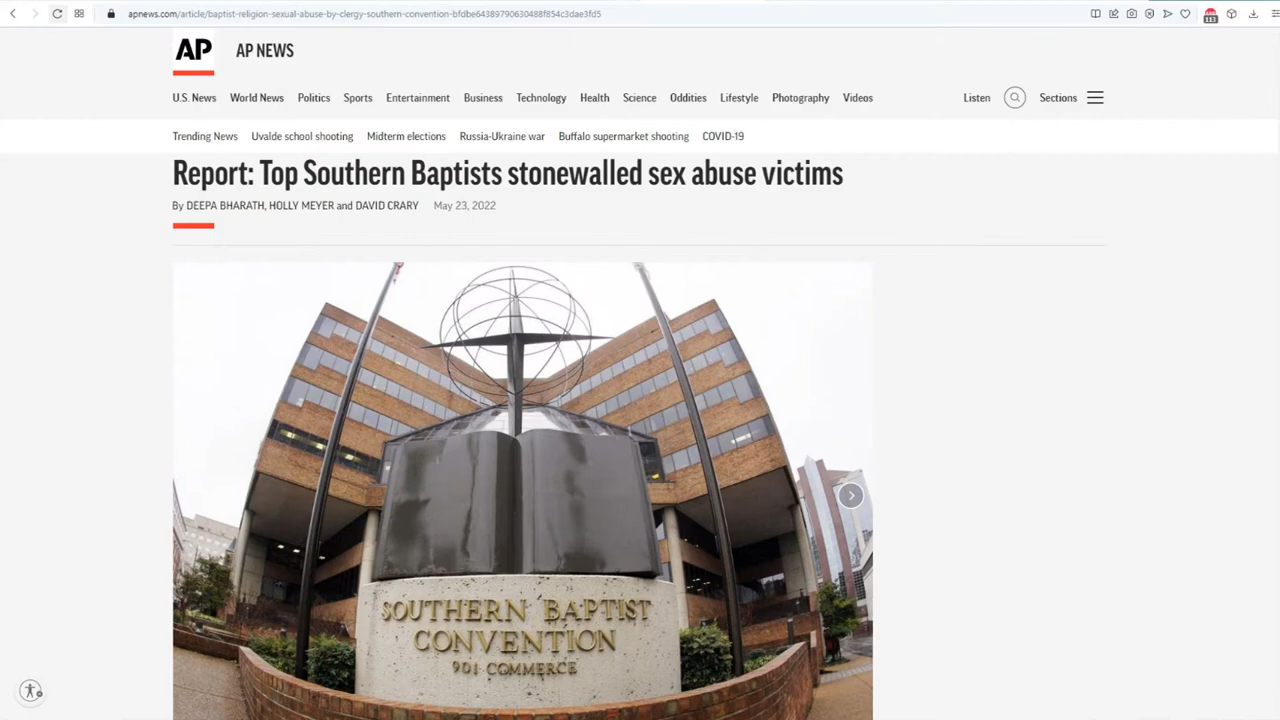 apnews.com/article/baptist-religion-sexual-abuse-by-clergy-southern-convention-bfdbe64389790630488f854c3dae3fd5
113
AP AP NEWS
U.S. News World News Politics Sports Entertainment Business Technology Health Science Oddities Lifestyle Photography Videos Listen Sections
Trending News Uvalde school shooting Midterm elections Russia-Ukraine war Buffalo supermarket shooting COVID-19
Report: Top Southern Baptists stonewalled sex abuse victims
By DEEPA BHARATH, HOLLY MEYER and DAVID CRARY May 23, 2022
SOUTHERN BAPTIST
CONVENTION
901 COMMERCE